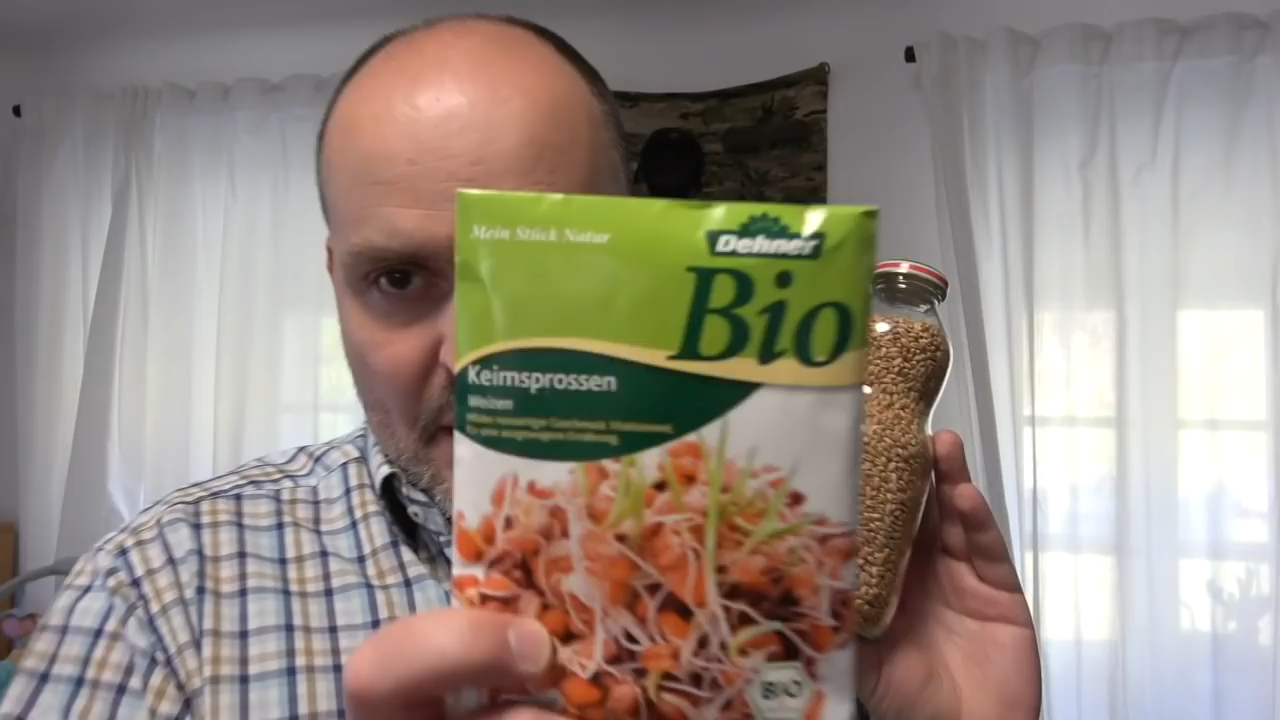 Mein Stück Natur
Dehner
Bio
Keimsprossen
Weizen
BIO